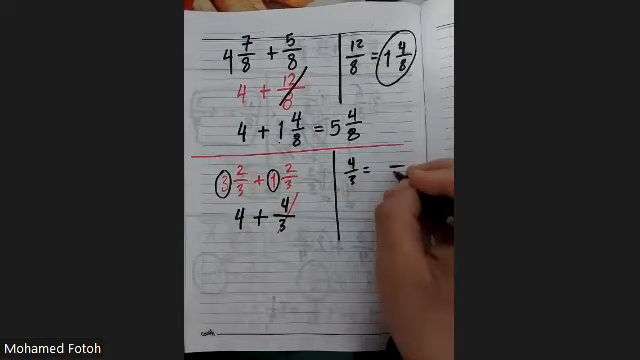 4 7/8 + 5/8
12/8 = 1 4/8
4 + 12/8
4 + 1 4/8 = 5 4/8
3 2/3 + 1 2/3
4/3 =
4 + 4/3
Mohamed Fotoh